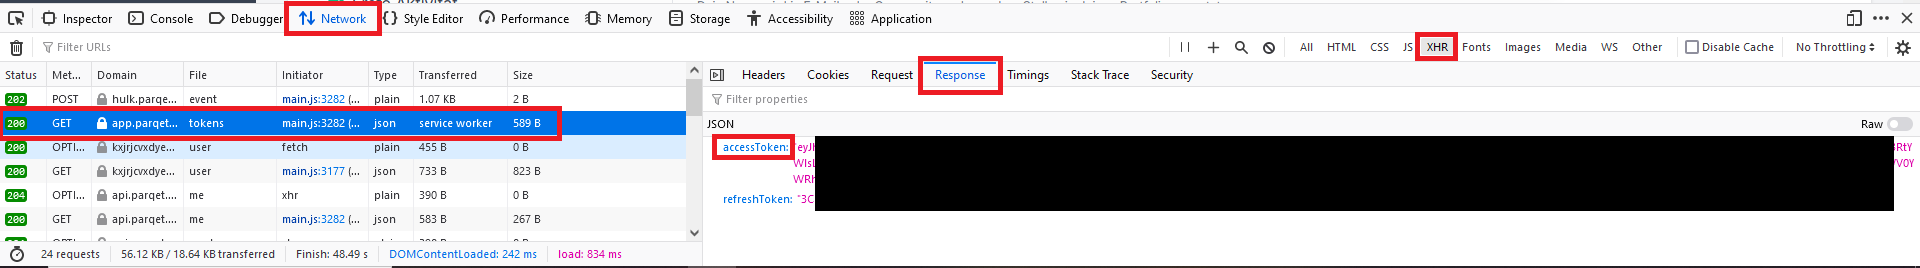 Inspector Console Debugger Network Style Editor Performance Memory Storage Accessibility Application
Filter URLs All HTML CSS JS XHR Fonts Images Media WS Other Disable Cache No Throttling
Status Met... Domain File Initiator Type Transferred Size
202 POST hulk.parqe... event main.js:3282 (... plain 1.07 KB 2 B
200 GET app.parqet.... tokens main.js:3282 (... json service worker 589 B
200 OPTI... kxjrjcvxdye... user fetch plain 455 B 0 B
200 GET kxjrjcvxdye... user main.js:3177 (... json 733 B 823 B
204 OPTI... api.parqet.... me xhr plain 390 B 0 B
200 GET api.parqet.... me main.js:3282 (... json 583 B 267 B
24 requests 56.12 KB / 18.64 KB transferred Finish: 48.49 s DOMContentLoaded: 242 ms load: 834 ms
Headers Cookies Request Response Timings Stack Trace Security
Filter properties
JSON Raw
accessToken:
refreshToken: "3C